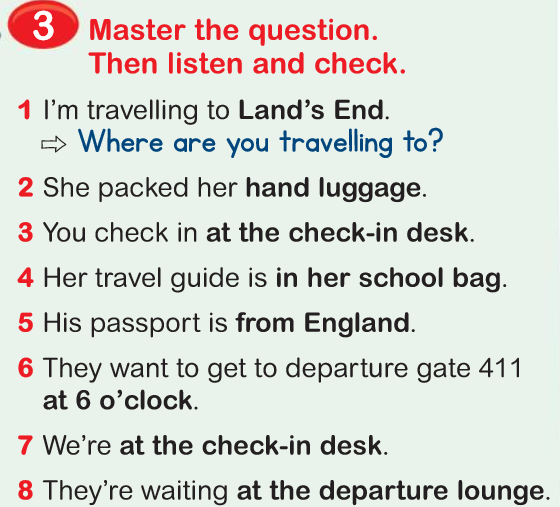 3 Master the question.
Then listen and check.
1 I'm travelling to Land's End.
⇨ Where are you travelling to?
2 She packed her hand luggage.
3 You check in at the check-in desk.
4 Her travel guide is in her school bag.
5 His passport is from England.
6 They want to get to departure gate 411
at 6 o'clock.
7 We're at the check-in desk.
8 They're waiting at the departure lounge.